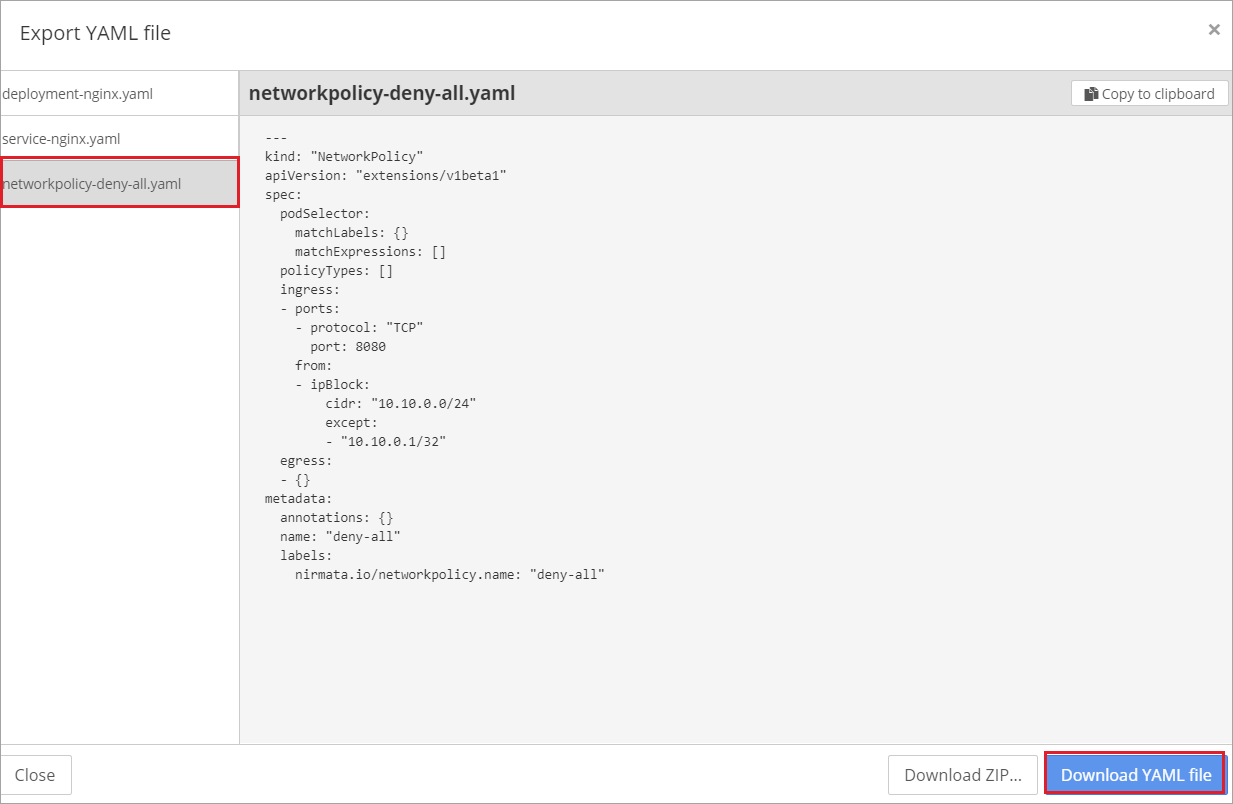 Export YAML file
×
deployment-nginx.yaml
service-nginx.yaml
networkpolicy-deny-all.yaml
networkpolicy-deny-all.yaml
Copy to clipboard
---
kind: "NetworkPolicy"
apiVersion: "extensions/v1beta1"
spec:
  podSelector:
    matchLabels: {}
    matchExpressions: []
  policyTypes: []
  ingress:
  - ports:
    - protocol: "TCP"
      port: 8080
    from:
    - ipBlock:
        cidr: "10.10.0.0/24"
        except:
        - "10.10.0.1/32"
  egress:
  - {}
metadata:
  annotations: {}
  name: "deny-all"
  labels:
    nirmata.io/networkpolicy.name: "deny-all"
Close
Download ZIP...
Download YAML file